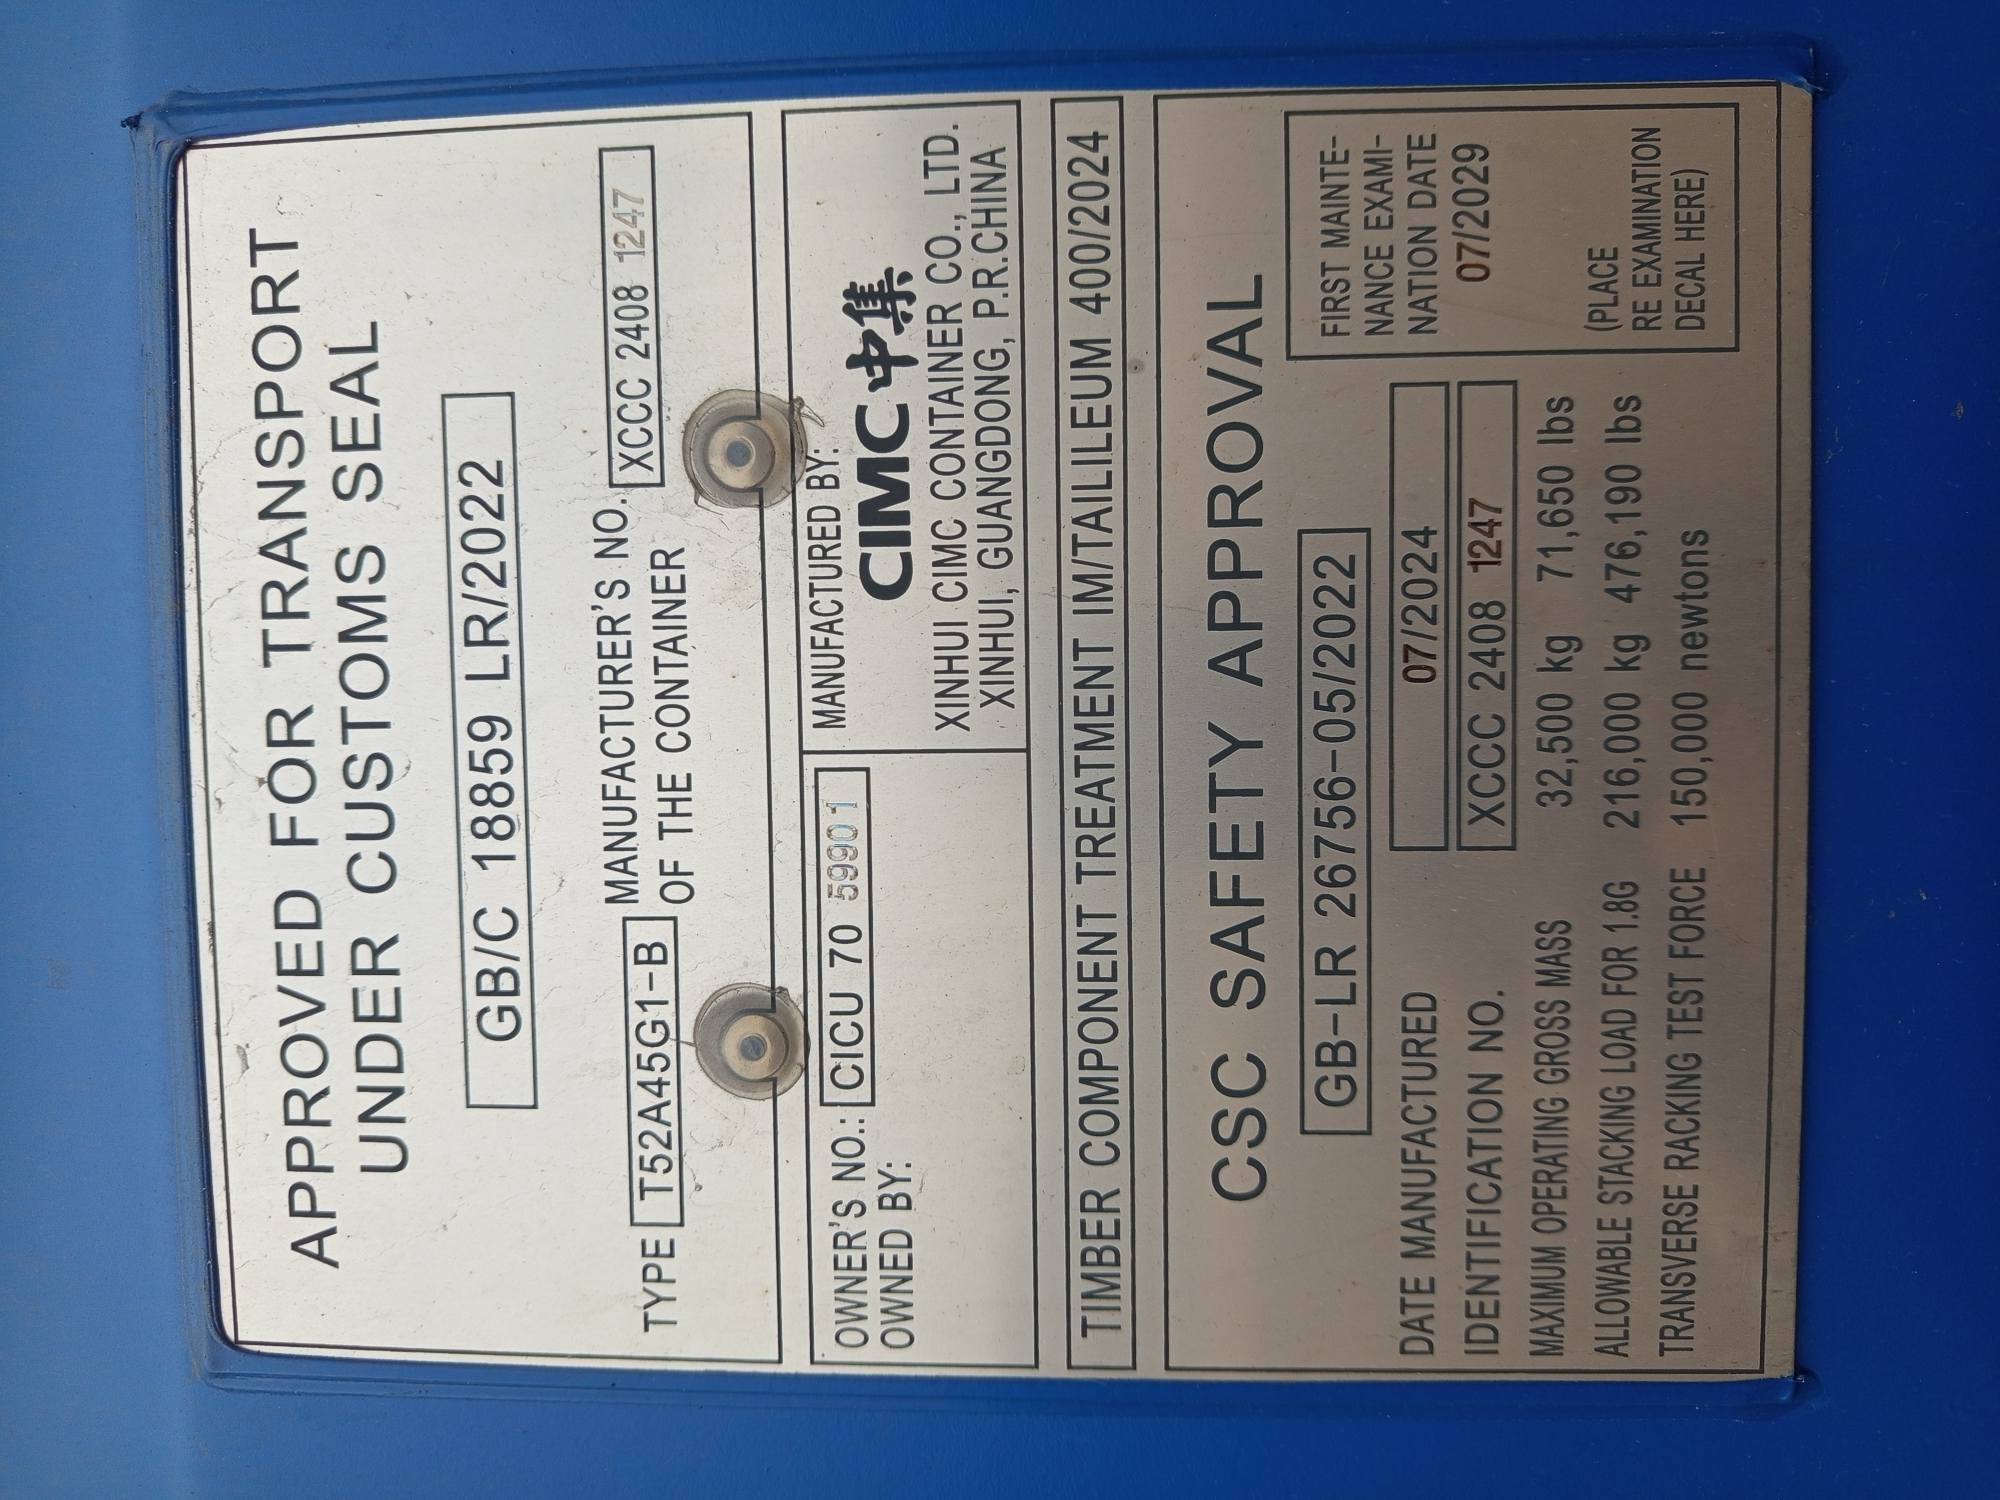 APPROVED FOR TRANSPORT
UNDER CUSTOMS SEAL
GB/C 18859 LR/2022
TYPE T52A45G1-B MANUFACTURER'S NO. XCCC 2408 1247
OF THE CONTAINER
OWNER'S NO.: CICU 70 5990 1
OWNED BY:
MANUFACTURED BY:
CIMC 中集
XINHUI CIMC CONTAINER CO., LTD.
XINHUI, GUANGDONG, P.R.CHINA
TIMBER COMPONENT TREATMENT IM/TAILILEUM 400/2024
CSC SAFETY APPROVAL
GB-LR 26756-05/2022
DATE MANUFACTURED 07/2024
IDENTIFICATION NO. XCCC 2408 1247
MAXIMUM OPERATING GROSS MASS 32,500 kg 71,650 lbs
ALLOWABLE STACKING LOAD FOR 1.8G 216,000 kg 476,190 lbs
TRANSVERSE RACKING TEST FORCE 150,000 newtons
FIRST MAINTE-
NANCE EXAMI-
NATION DATE
07/2029
(PLACE
RE EXAMINATION
DECAL HERE)